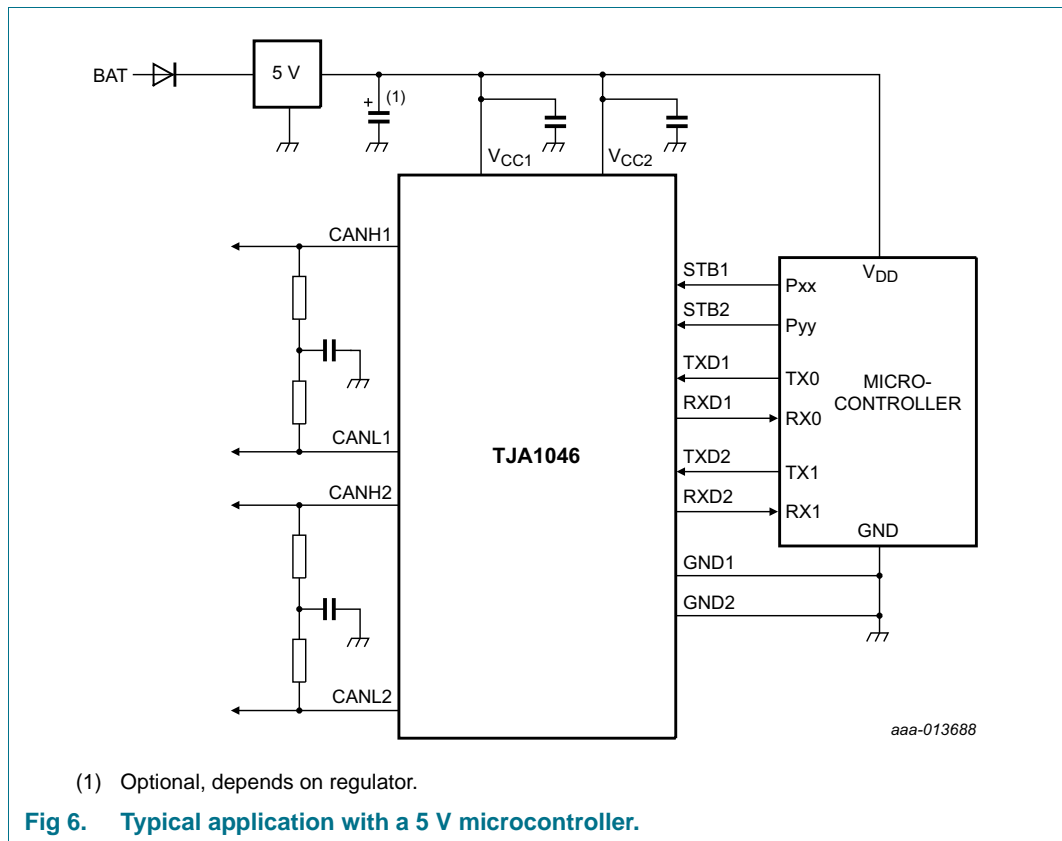 BAT
5 V
+ (1)
VCC1
VCC2
CANH1
CANL1
CANH2
CANL2
TJA1046
STB1
STB2
TXD1
RXD1
TXD2
RXD2
GND1
GND2
VDD
Pxx
Pyy
TX0
RX0
TX1
RX1
MICRO-
CONTROLLER
GND
aaa-013688
(1) Optional, depends on regulator.
Fig 6. Typical application with a 5 V microcontroller.